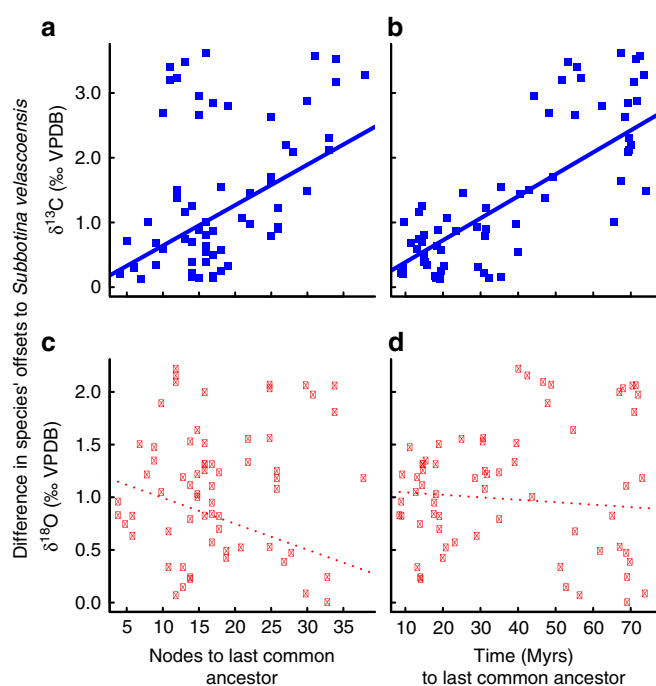 a
b
Difference in species' offsets to Subbotina velascoensis
δ13C (‰ VPDB)
3.0
2.0
1.0
0
c
d
δ18O (‰ VPDB)
2.0
1.5
1.0
0.5
0.0
5 10 15 20 25 30 35
10 20 30 40 50 60 70
Nodes to last common
ancestor
Time (Myrs)
to last common ancestor